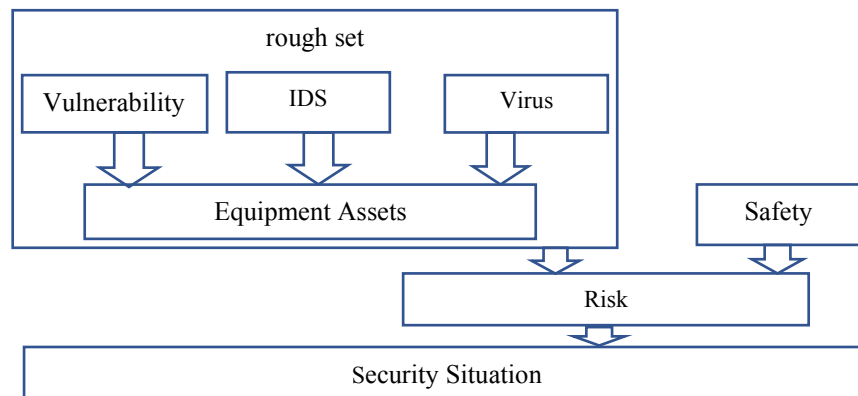 rough set
Vulnerability
IDS
Virus
Equipment Assets
Safety
Risk
Security Situation